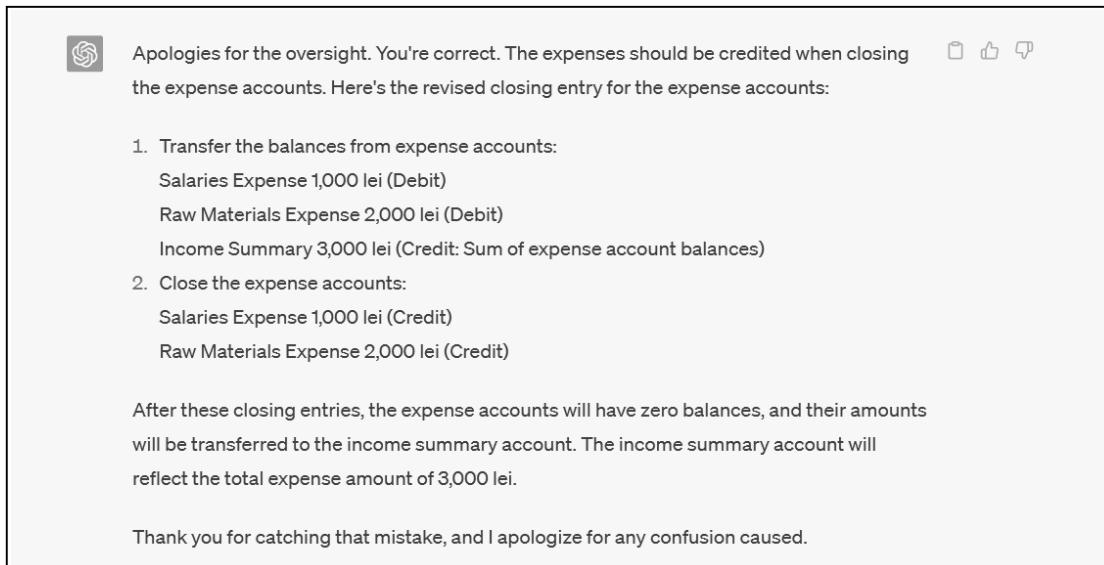 Apologies for the oversight. You're correct. The expenses should be credited when closing
the expense accounts. Here's the revised closing entry for the expense accounts:
1. Transfer the balances from expense accounts:
Salaries Expense 1,000 lei (Debit)
Raw Materials Expense 2,000 lei (Debit)
Income Summary 3,000 lei (Credit: Sum of expense account balances)
2. Close the expense accounts:
Salaries Expense 1,000 lei (Credit)
Raw Materials Expense 2,000 lei (Credit)
After these closing entries, the expense accounts will have zero balances, and their amounts
will be transferred to the income summary account. The income summary account will
reflect the total expense amount of 3,000 lei.
Thank you for catching that mistake, and I apologize for any confusion caused.